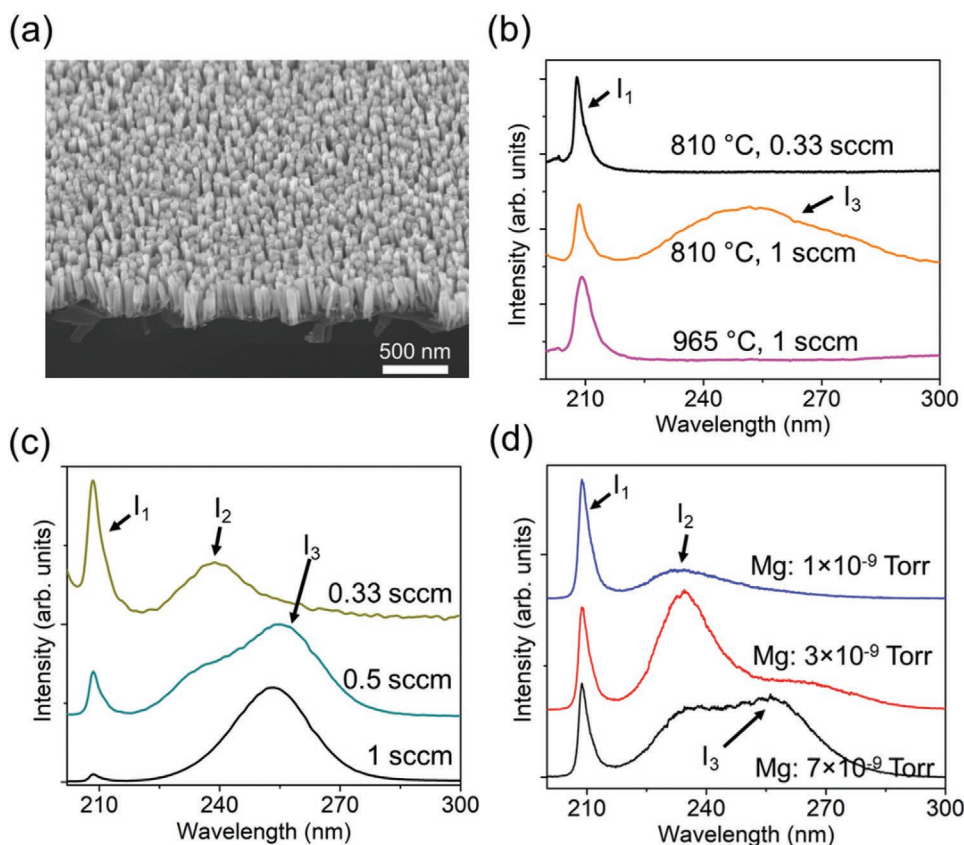 (a)
500 nm
(b)
I₁
810 °C, 0.33 sccm
I₃
810 °C, 1 sccm
965 °C, 1 sccm
Intensity (arb. units)
210 240 270 300
Wavelength (nm)
(c)
I₁
I₂
I₃
0.33 sccm
0.5 sccm
1 sccm
Intensity (arb. units)
210 240 270 300
Wavelength (nm)
(d)
I₁
I₂
Mg: 1×10⁻⁹ Torr
Mg: 3×10⁻⁹ Torr
I₃
Mg: 7×10⁻⁹ Torr
Intensity (arb. units)
210 240 270 300
Wavelength (nm)